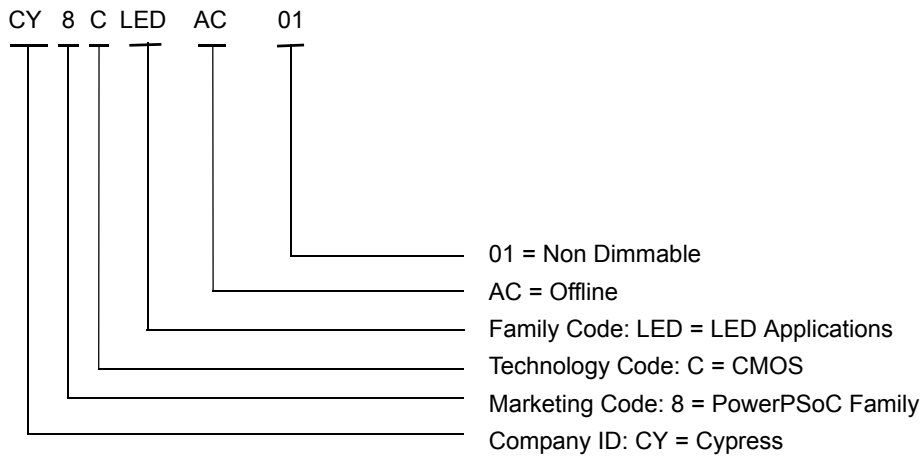 CY 8 C LED AC 01
01 = Non Dimmable
AC = Offline
Family Code: LED = LED Applications
Technology Code: C = CMOS
Marketing Code: 8 = PowerPSoC Family
Company ID: CY = Cypress